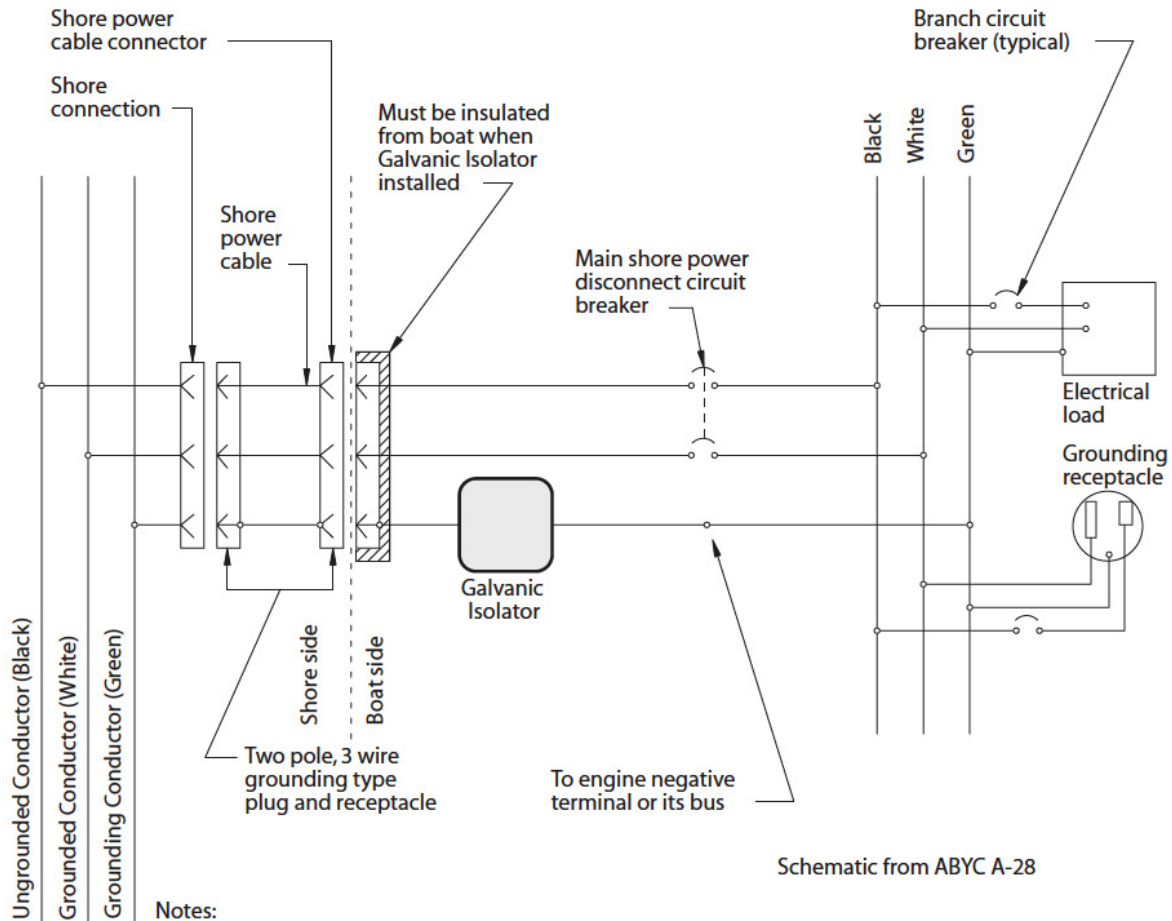 Shore power
cable connector
Shore
connection
Must be insulated
from boat when
Galvanic Isolator
installed
Branch circuit
breaker (typical)
Black
White
Green
Shore
power
cable
Main shore power
disconnect circuit
breaker
Electrical
load
Grounding
receptacle
Galvanic
Isolator
Ungrounded Conductor (Black)
Grounded Conductor (White)
Grounding Conductor (Green)
Shore side
Boat side
Two pole, 3 wire
grounding type
plug and receptacle
To engine negative
terminal or its bus
Schematic from ABYC A-28
Notes: